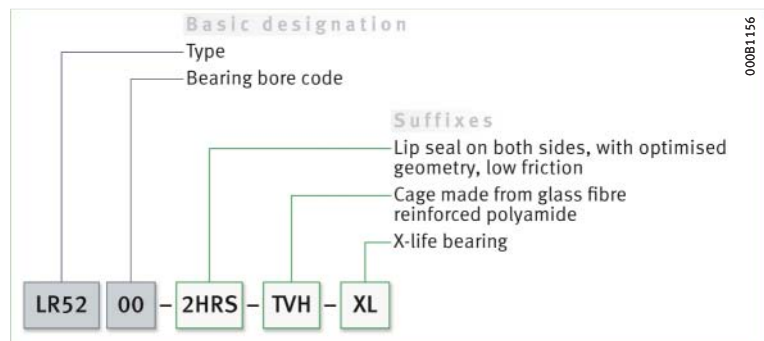 Basic designation
Type
Bearing bore code
Suffixes
Lip seal on both sides, with optimised
geometry, low friction
Cage made from glass fibre
reinforced polyamide
X-life bearing
LR52 00 – 2HRS – TVH – XL
000B1156